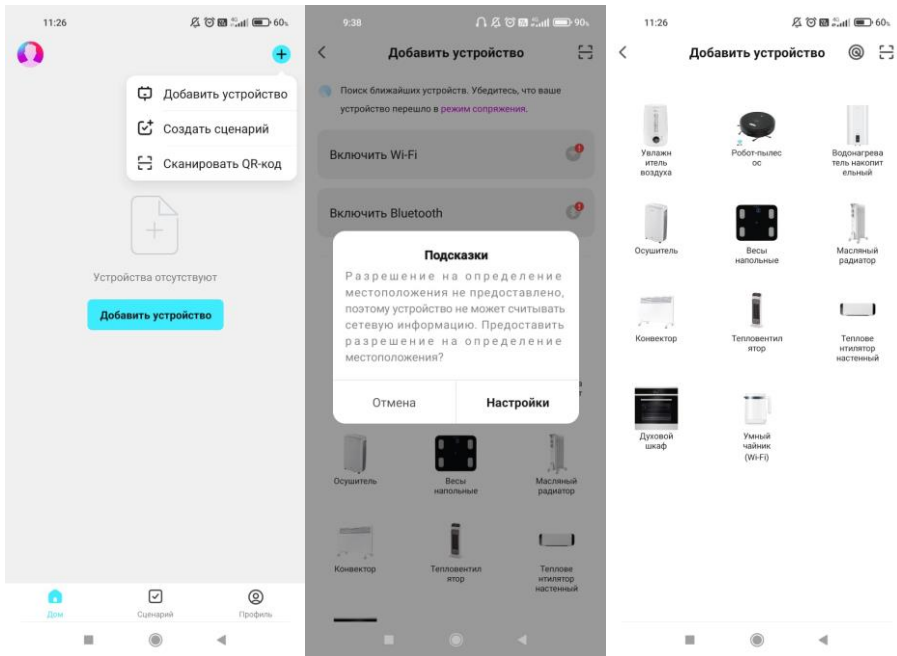 11:26
60%
Добавить устройство
Создать сценарий
Сканировать QR-код
Устройства отсутствуют
Добавить устройство
Дом
Сценарий
Профиль
9:38
90%
Добавить устройство
Поиск ближайших устройств. Убедитесь, что ваше
устройство перешло в режим сопряжения.
Включить Wi-Fi
Включить Bluetooth
Подсказки
Разрешение на определение
местоположения не предоставлено,
поэтому устройство не может считывать
сетевую информацию. Предоставить
разрешение на определение
местоположения?
Отмена
Настройки
Осушитель
Весы
напольные
Масляный
радиатор
Конвектор
Тепловентил
ятор
Теплове
нтилятор
настенный
11:26
60%
Добавить устройство
Увлажн
итель
воздуха
Робот-пылес
ос
Водонагрева
тель накопит
ельный
Осушитель
Весы
напольные
Масляный
радиатор
Конвектор
Тепловентил
ятор
Теплове
нтилятор
настенный
Духовой
шкаф
Умный
чайник
(Wi-Fi)